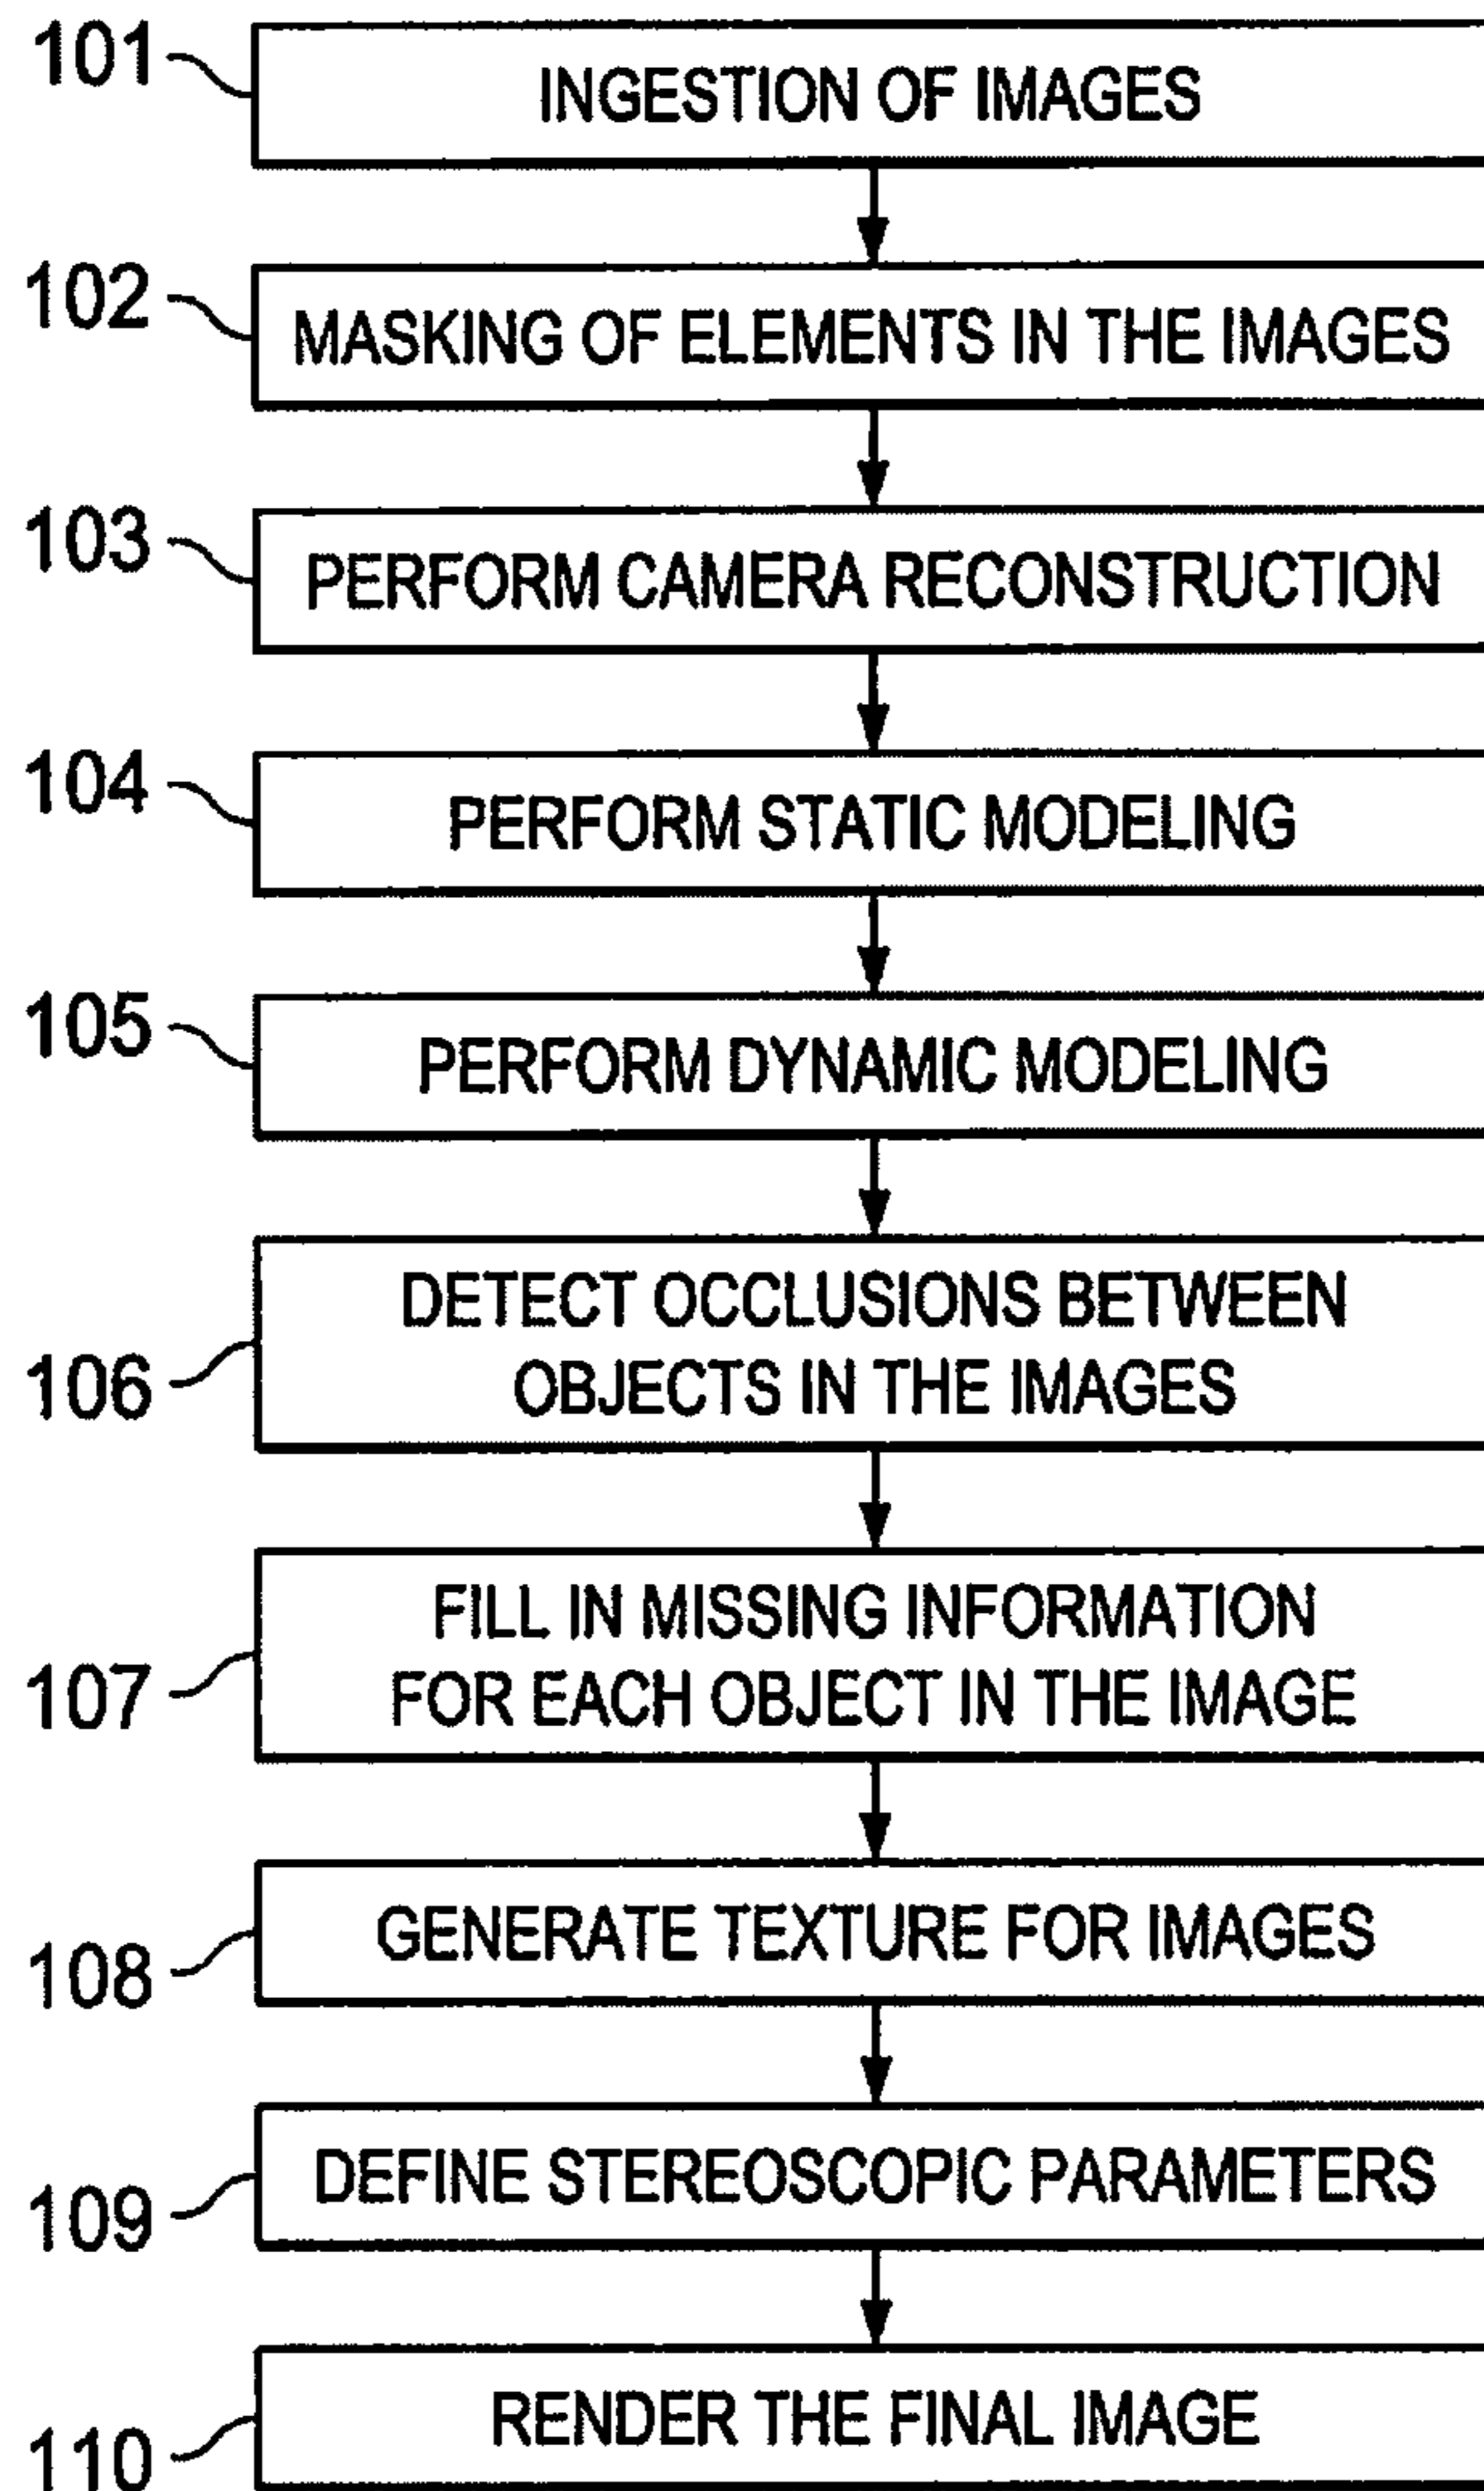 101
INGESTION OF IMAGES
102
MASKING OF ELEMENTS IN THE IMAGES
103
PERFORM CAMERA RECONSTRUCTION
104
PERFORM STATIC MODELING
105
PERFORM DYNAMIC MODELING
106
DETECT OCCLUSIONS BETWEEN
OBJECTS IN THE IMAGES
107
FILL IN MISSING INFORMATION
FOR EACH OBJECT IN THE IMAGE
108
GENERATE TEXTURE FOR IMAGES
109
DEFINE STEREOSCOPIC PARAMETERS
110
RENDER THE FINAL IMAGE